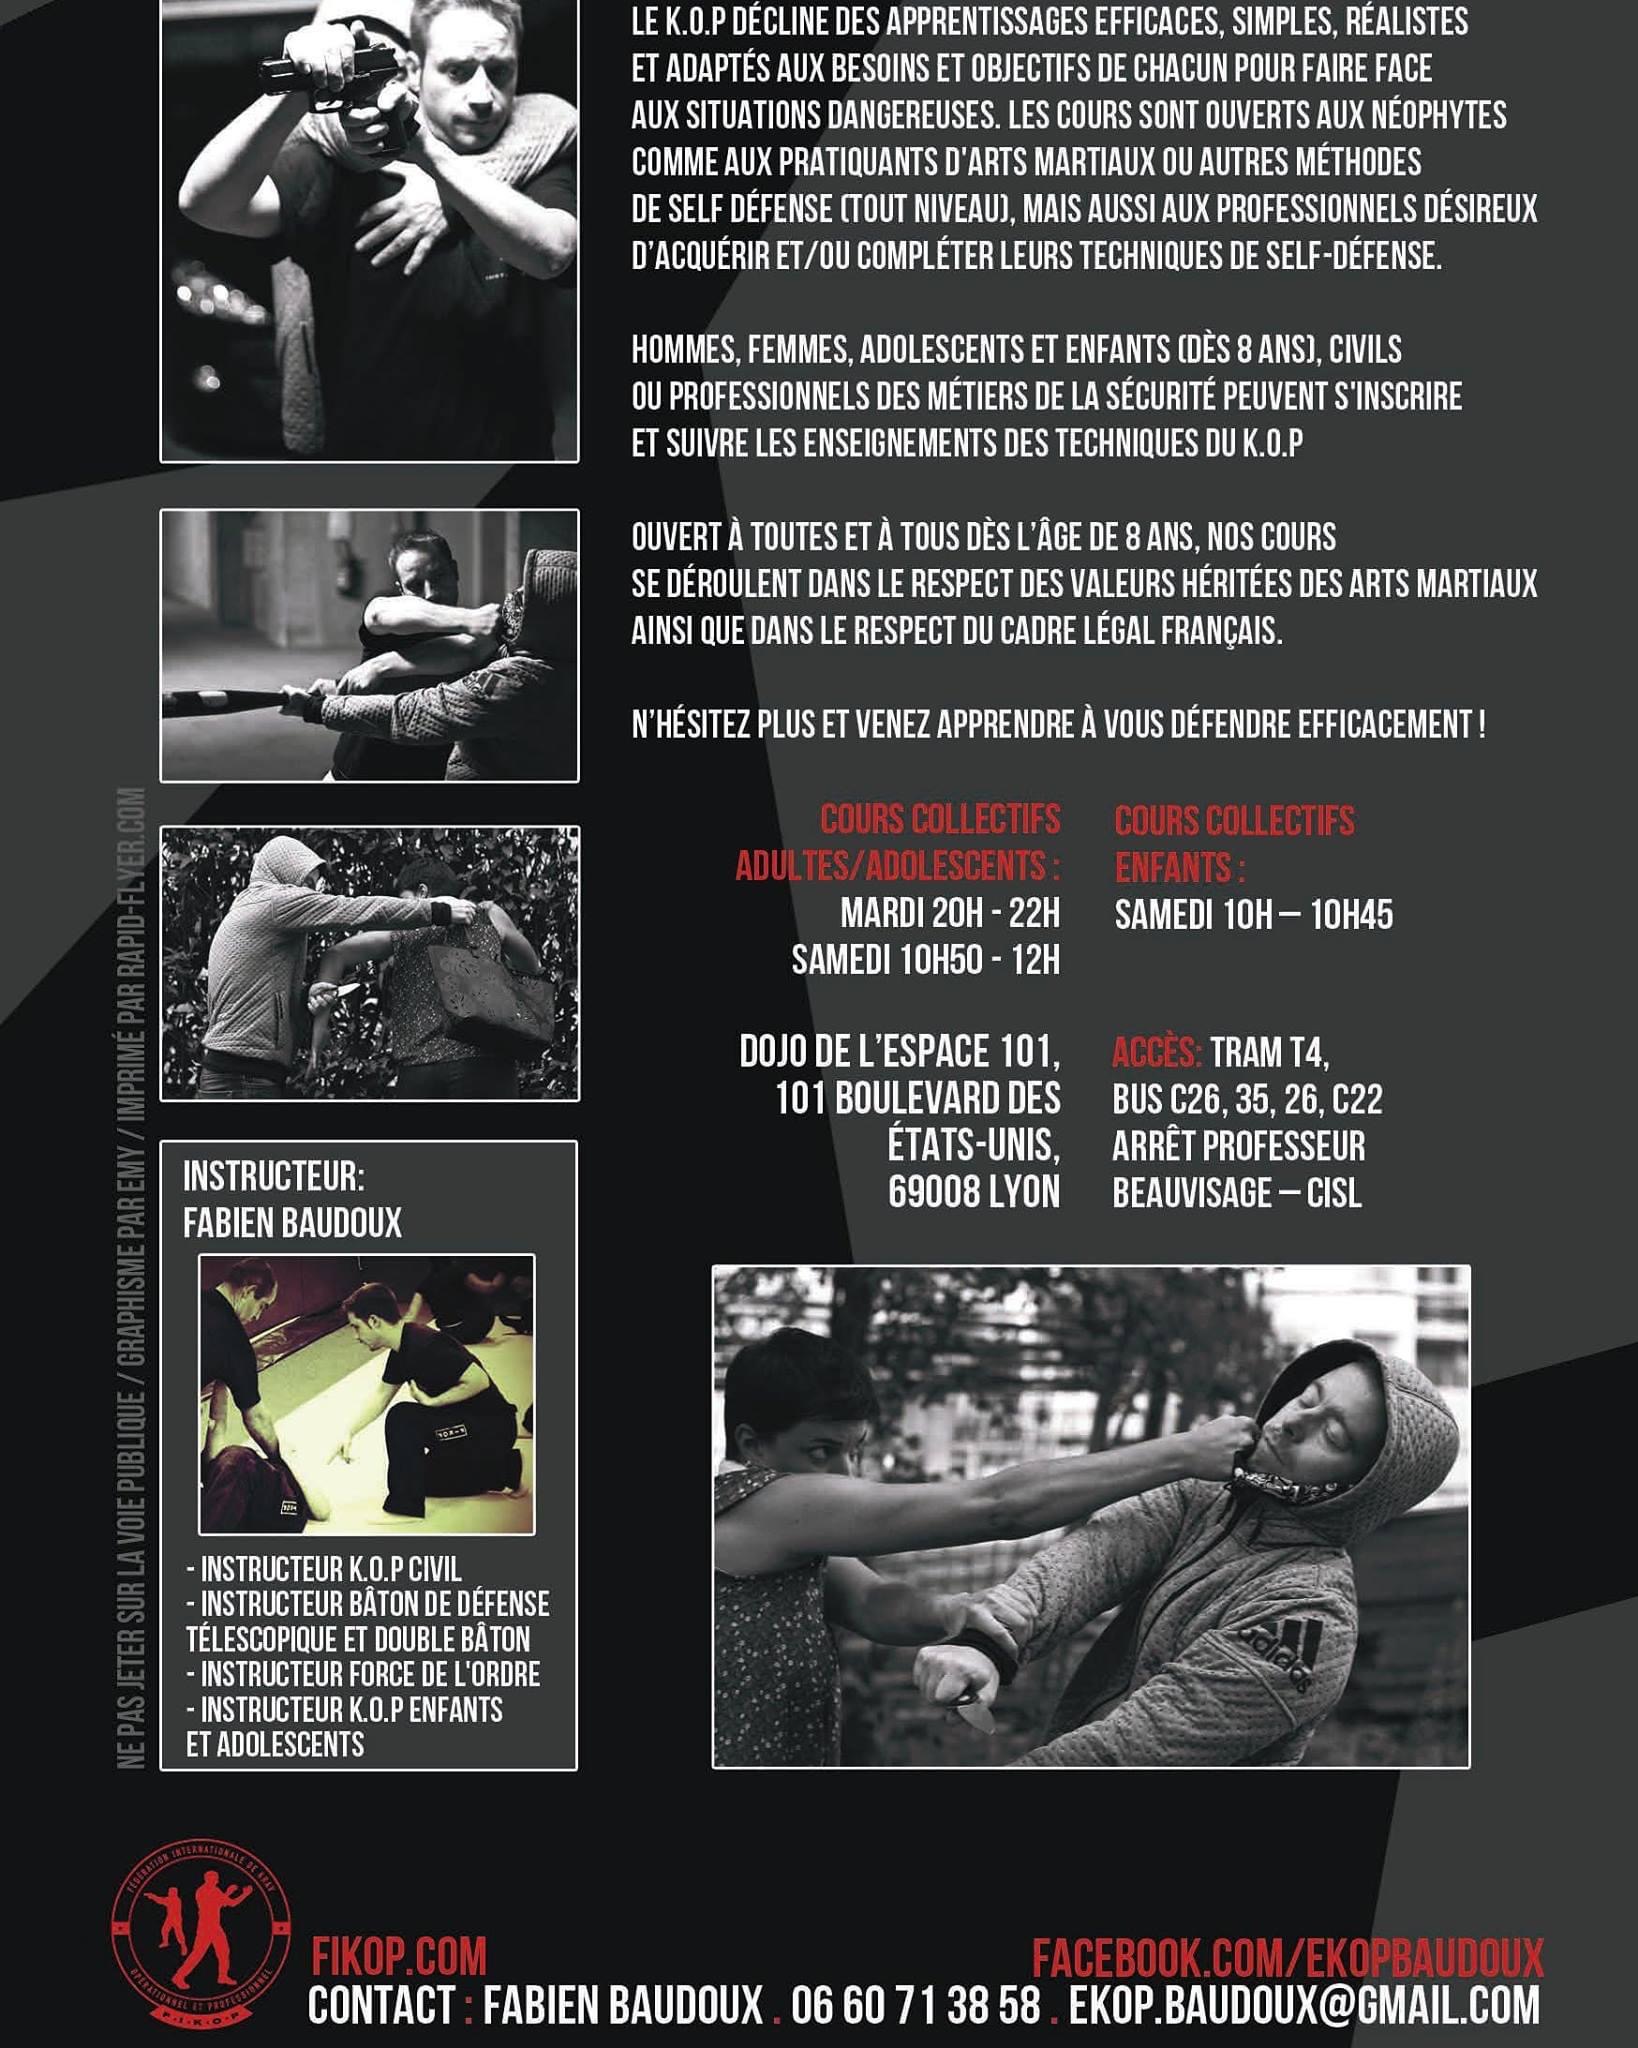 LE K.O.P DÉCLINE DES APPRENTISSAGES EFFICACES, SIMPLES, RÉALISTES
ET ADAPTÉS AUX BESOINS ET OBJECTIFS DE CHACUN POUR FAIRE FACE
AUX SITUATIONS DANGEREUSES. LES COURS SONT OUVERTS AUX NÉOPHYTES
COMME AUX PRATIQUANTS D'ARTS MARTIAUX OU AUTRES MÉTHODES
DE SELF DÉFENSE (TOUT NIVEAU), MAIS AUSSI AUX PROFESSIONNELS DÉSIREUX
D'ACQUÉRIR ET/OU COMPLÉTER LEURS TECHNIQUES DE SELF-DÉFENSE.
HOMMES, FEMMES, ADOLESCENTS ET ENFANTS (DÈS 8 ANS), CIVILS
OU PROFESSIONNELS DES MÉTIERS DE LA SÉCURITÉ PEUVENT S'INSCRIRE
ET SUIVRE LES ENSEIGNEMENTS DES TECHNIQUES DU K.O.P
OUVERT À TOUTES ET À TOUS DÈS L'ÂGE DE 8 ANS, NOS COURS
SE DÉROULENT DANS LE RESPECT DES VALEURS HÉRITÉES DES ARTS MARTIAUX
AINSI QUE DANS LE RESPECT DU CADRE LÉGAL FRANÇAIS.
N'HÉSITEZ PLUS ET VENEZ APPRENDRE À VOUS DÉFENDRE EFFICACEMENT !
COURS COLLECTIFS
ADULTES/ADOLESCENTS :
MARDI 20H - 22H
SAMEDI 10H50 - 12H
COURS COLLECTIFS
ENFANTS :
SAMEDI 10H – 10H45
DOJO DE L'ESPACE 101,
101 BOULEVARD DES
ÉTATS-UNIS,
69008 LYON
ACCÈS: TRAM T4,
BUS C26, 35, 26, C22
ARRÊT PROFESSEUR
BEAUVISAGE – CISL
NE PAS JETER SUR LA VOIE PUBLIQUE / GRAPHISME PAR EMY / IMPRIMÉ PAR RAPID-FLYER.COM
INSTRUCTEUR:
FABIEN BAUDOUX
- INSTRUCTEUR K.O.P CIVIL
- INSTRUCTEUR BÂTON DE DÉFENSE
TÉLESCOPIQUE ET DOUBLE BÂTON
- INSTRUCTEUR FORCE DE L'ORDRE
- INSTRUCTEUR K.O.P ENFANTS
ET ADOLESCENTS
adidas
FÉDÉRATION INTERNATIONALE DE KRAV
OPÉRATIONNEL ET PROFESSIONNEL
F.I.K.O.P
FIKOP.COM
FACEBOOK.COM/EKOPBAUDOUX
CONTACT : FABIEN BAUDOUX . 06 60 71 38 58 . EKOP.BAUDOUX@GMAIL.COM